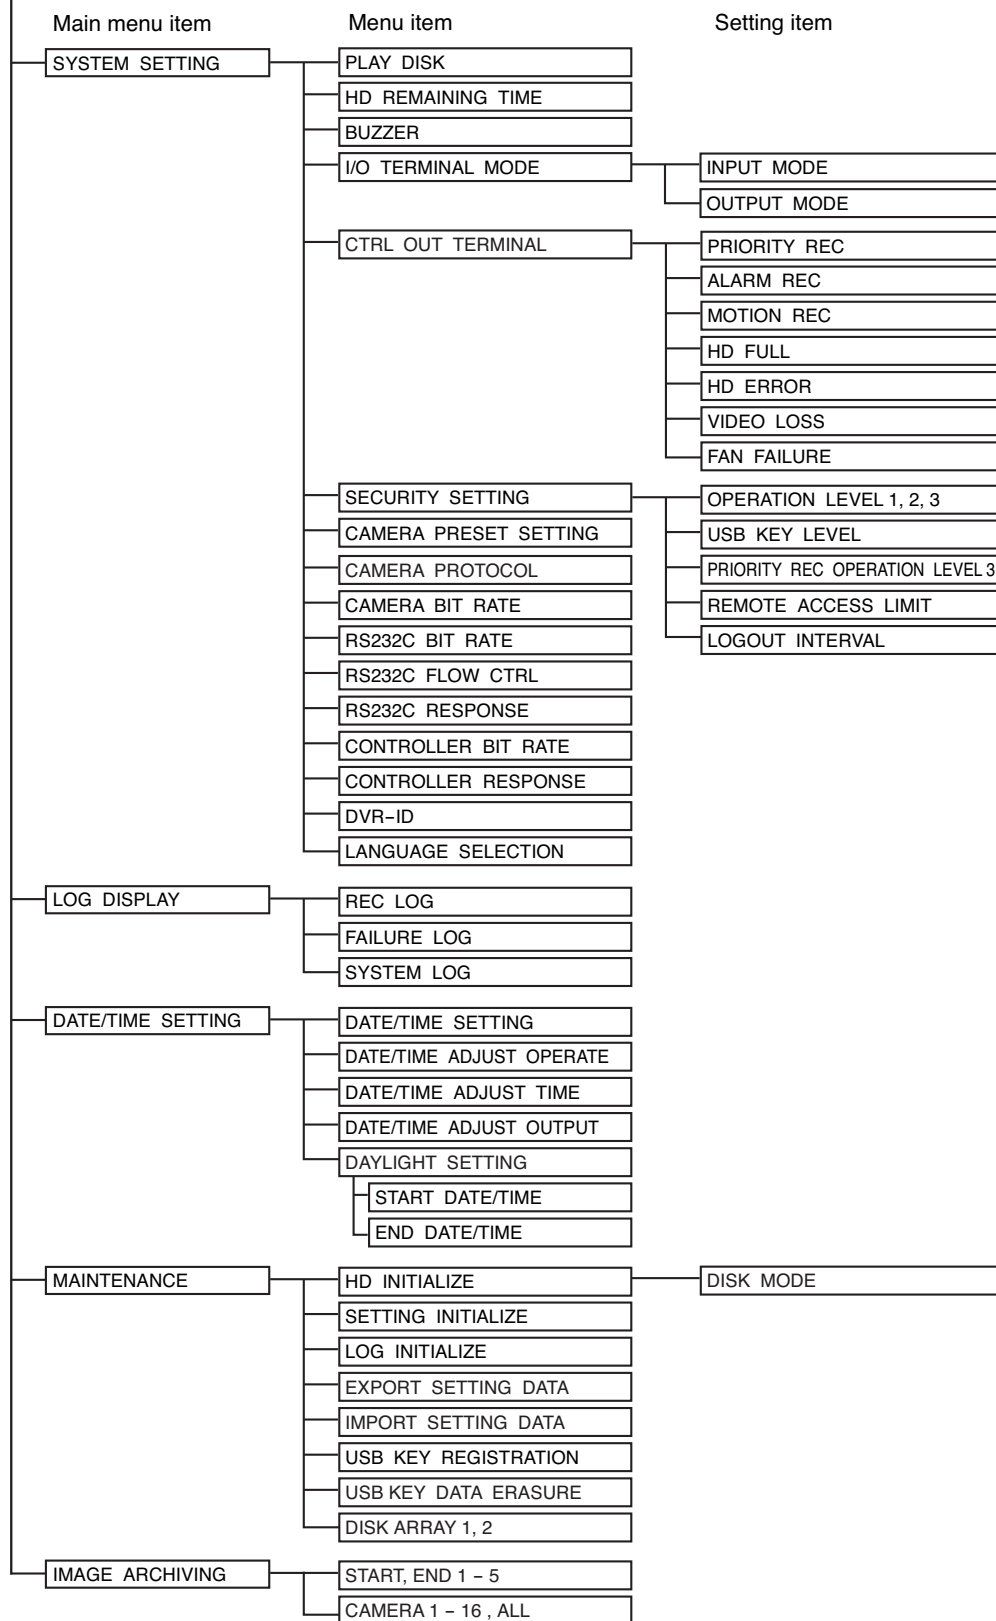 Main menu item Menu item Setting item
SYSTEM SETTING PLAY DISK
HD REMAINING TIME
BUZZER
I/O TERMINAL MODE INPUT MODE
OUTPUT MODE
CTRL OUT TERMINAL PRIORITY REC
ALARM REC
MOTION REC
HD FULL
HD ERROR
VIDEO LOSS
FAN FAILURE
SECURITY SETTING OPERATION LEVEL 1, 2, 3
CAMERA PRESET SETTING USB KEY LEVEL
CAMERA PROTOCOL PRIORITY REC OPERATION LEVEL 3
CAMERA BIT RATE REMOTE ACCESS LIMIT
RS232C BIT RATE LOGOUT INTERVAL
RS232C FLOW CTRL
RS232C RESPONSE
CONTROLLER BIT RATE
CONTROLLER RESPONSE
DVR-ID
LANGUAGE SELECTION
LOG DISPLAY REC LOG
FAILURE LOG
SYSTEM LOG
DATE/TIME SETTING DATE/TIME SETTING
DATE/TIME ADJUST OPERATE
DATE/TIME ADJUST TIME
DATE/TIME ADJUST OUTPUT
DAYLIGHT SETTING
START DATE/TIME
END DATE/TIME
MAINTENANCE HD INITIALIZE DISK MODE
SETTING INITIALIZE
LOG INITIALIZE
EXPORT SETTING DATA
IMPORT SETTING DATA
USB KEY REGISTRATION
USB KEY DATA ERASURE
DISK ARRAY 1, 2
IMAGE ARCHIVING START, END 1 - 5
CAMERA 1 - 16 , ALL